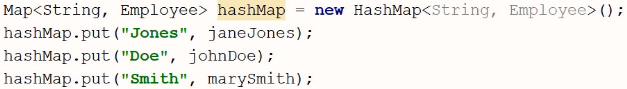 Map<String, Employee> hashMap = new HashMap<String, Employee>();
hashMap.put("Jones", janeJones);
hashMap.put("Doe", johnDoe);
hashMap.put("Smith", marySmith);